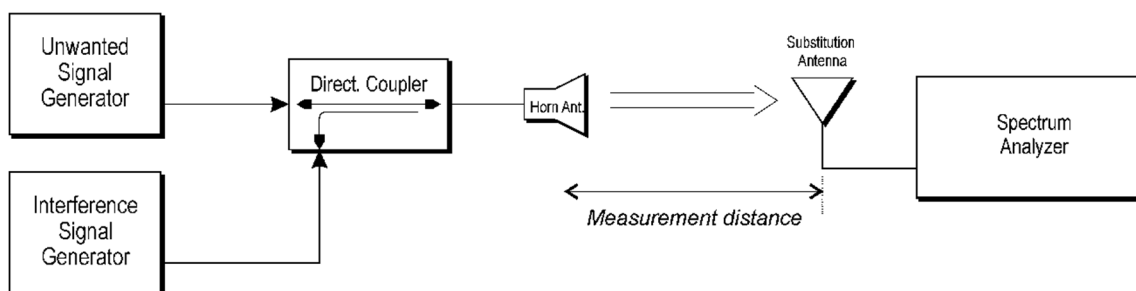 Unwanted
Signal
Generator
Interference
Signal
Generator
Direct. Coupler
Horn Ant.
Measurement distance
Substitution
Antenna
Spectrum
Analyzer